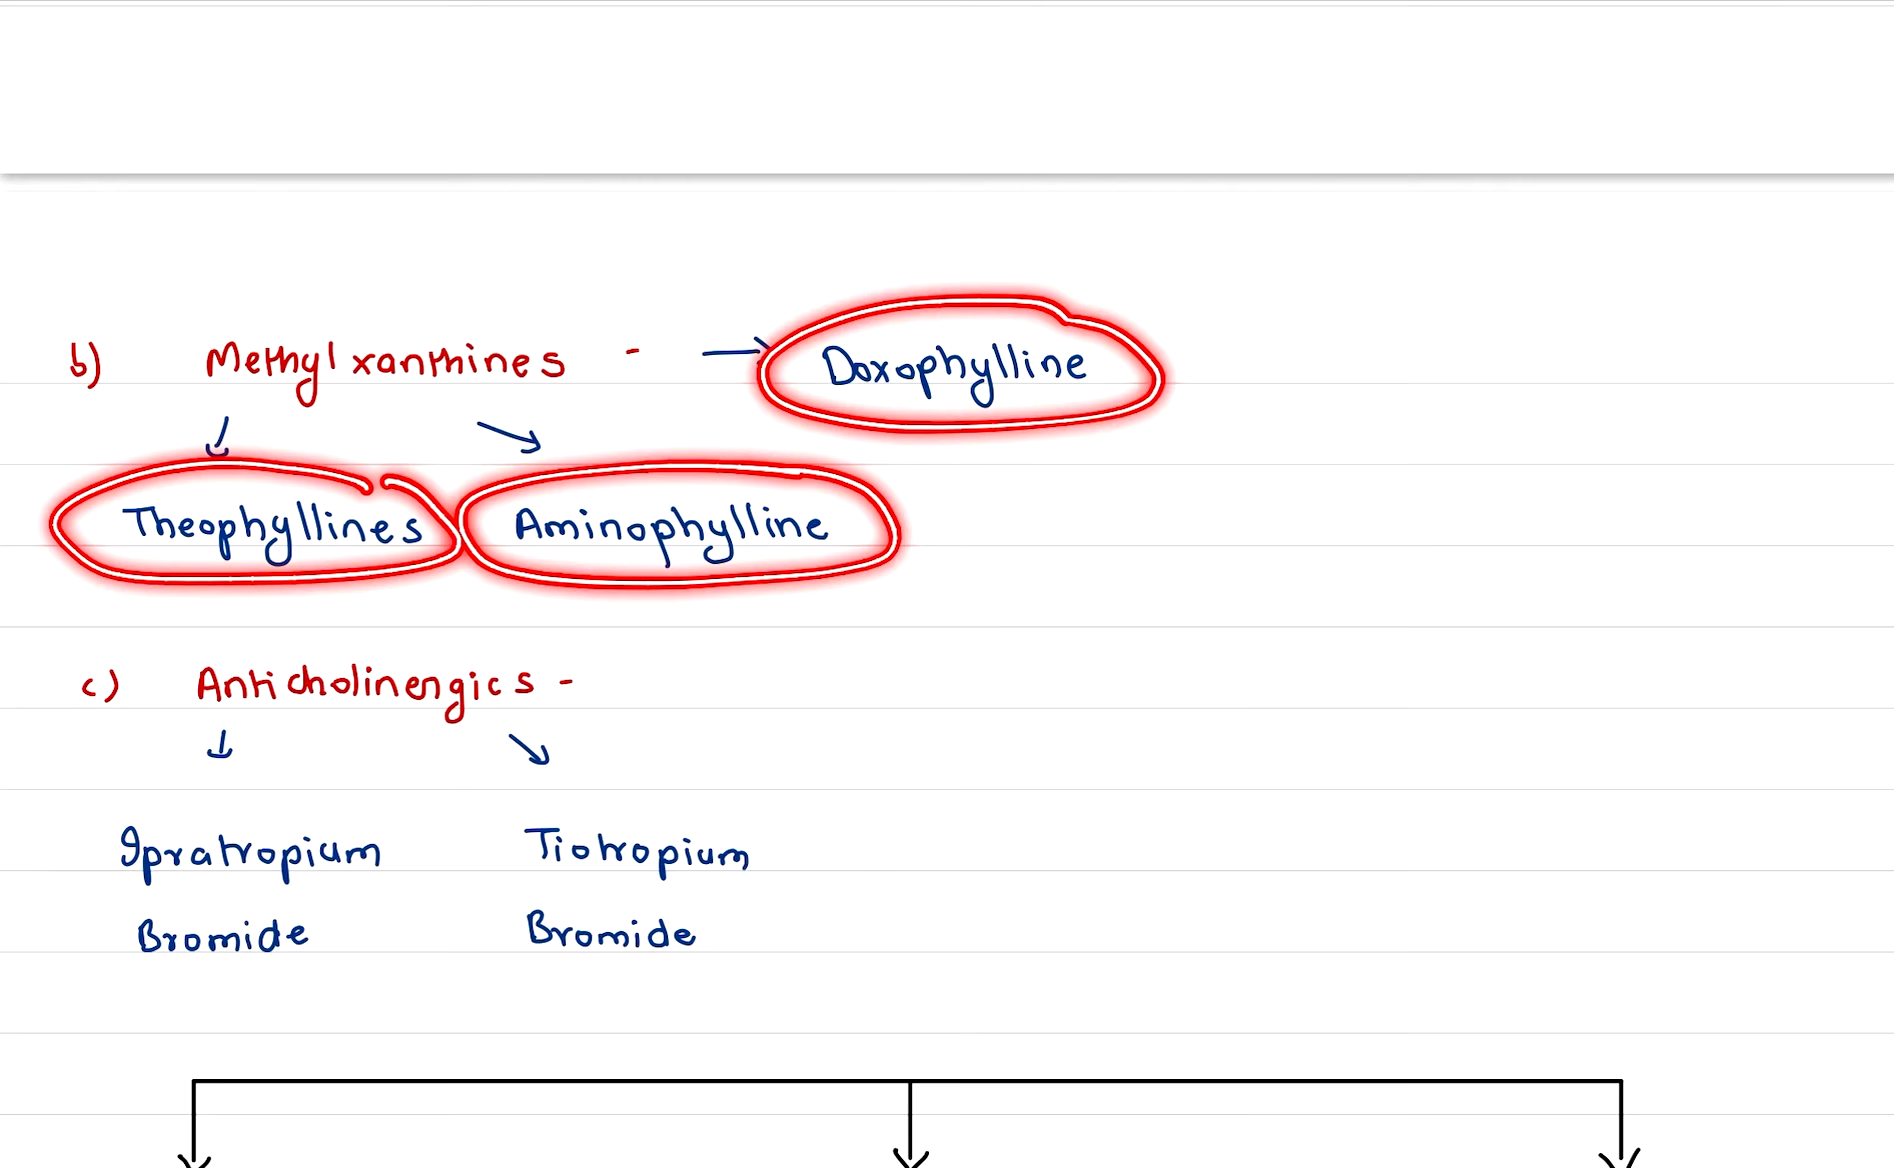 b) Methylxanthines - → Doxophylline
Theophyllines Aminophylline
c) Anticholinergics -
Ipratropium Tiotropium
Bromide Bromide